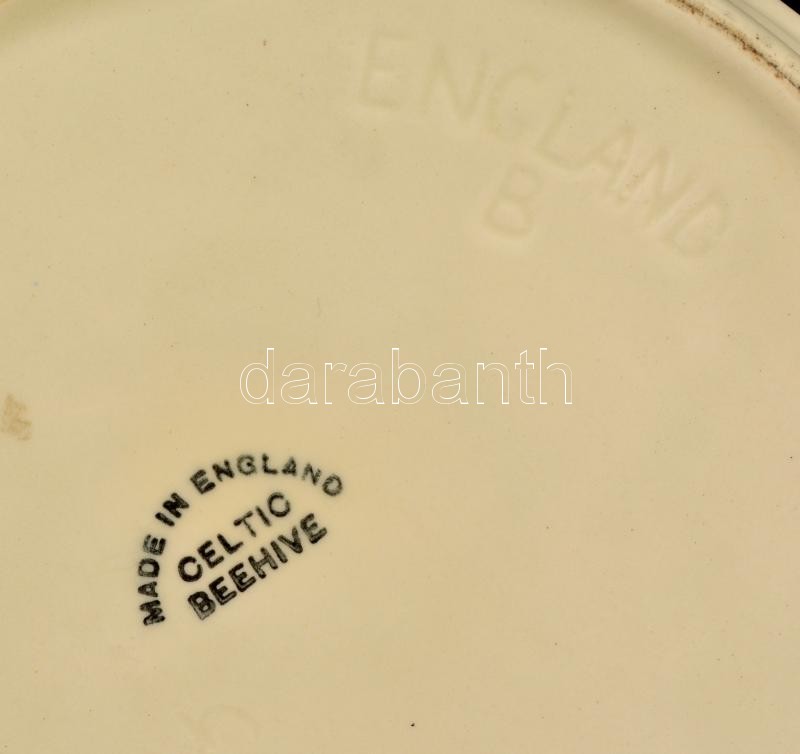 ENGLAND
B
darabanth
MADE IN ENGLAND
CELTIC
BEEHIVE